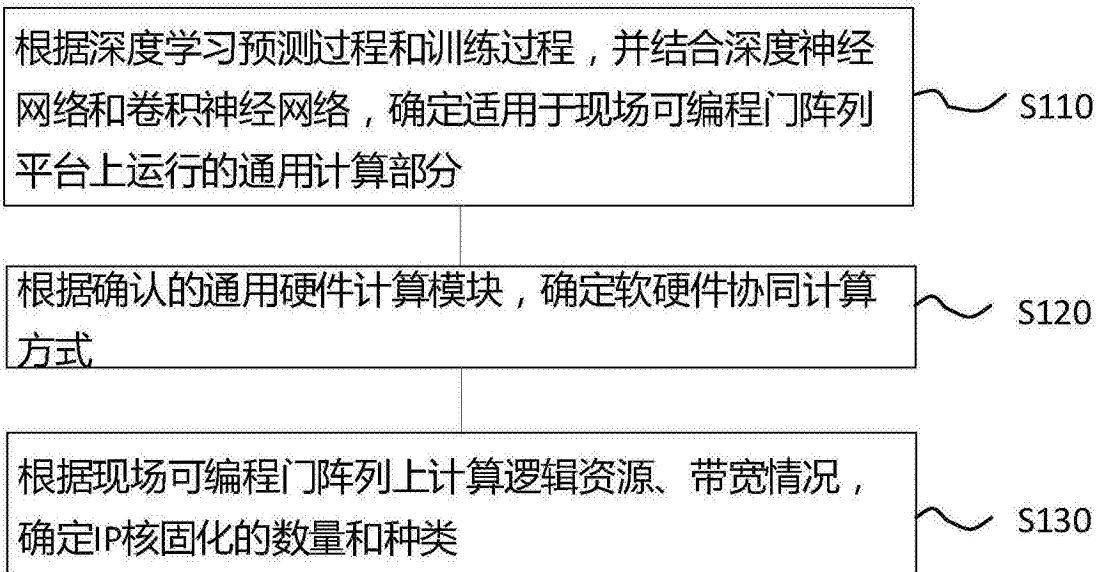 根据深度学习预测过程和训练过程，并结合深度神经
网络和卷积神经网络，确定适用于现场可编程门阵列
平台上运行的通用计算部分
S110
根据确认的通用硬件计算模块，确定软硬件协同计算
方式
S120
根据现场可编程门阵列上计算逻辑资源、带宽情况，
确定IP核固化的数量和种类
S130